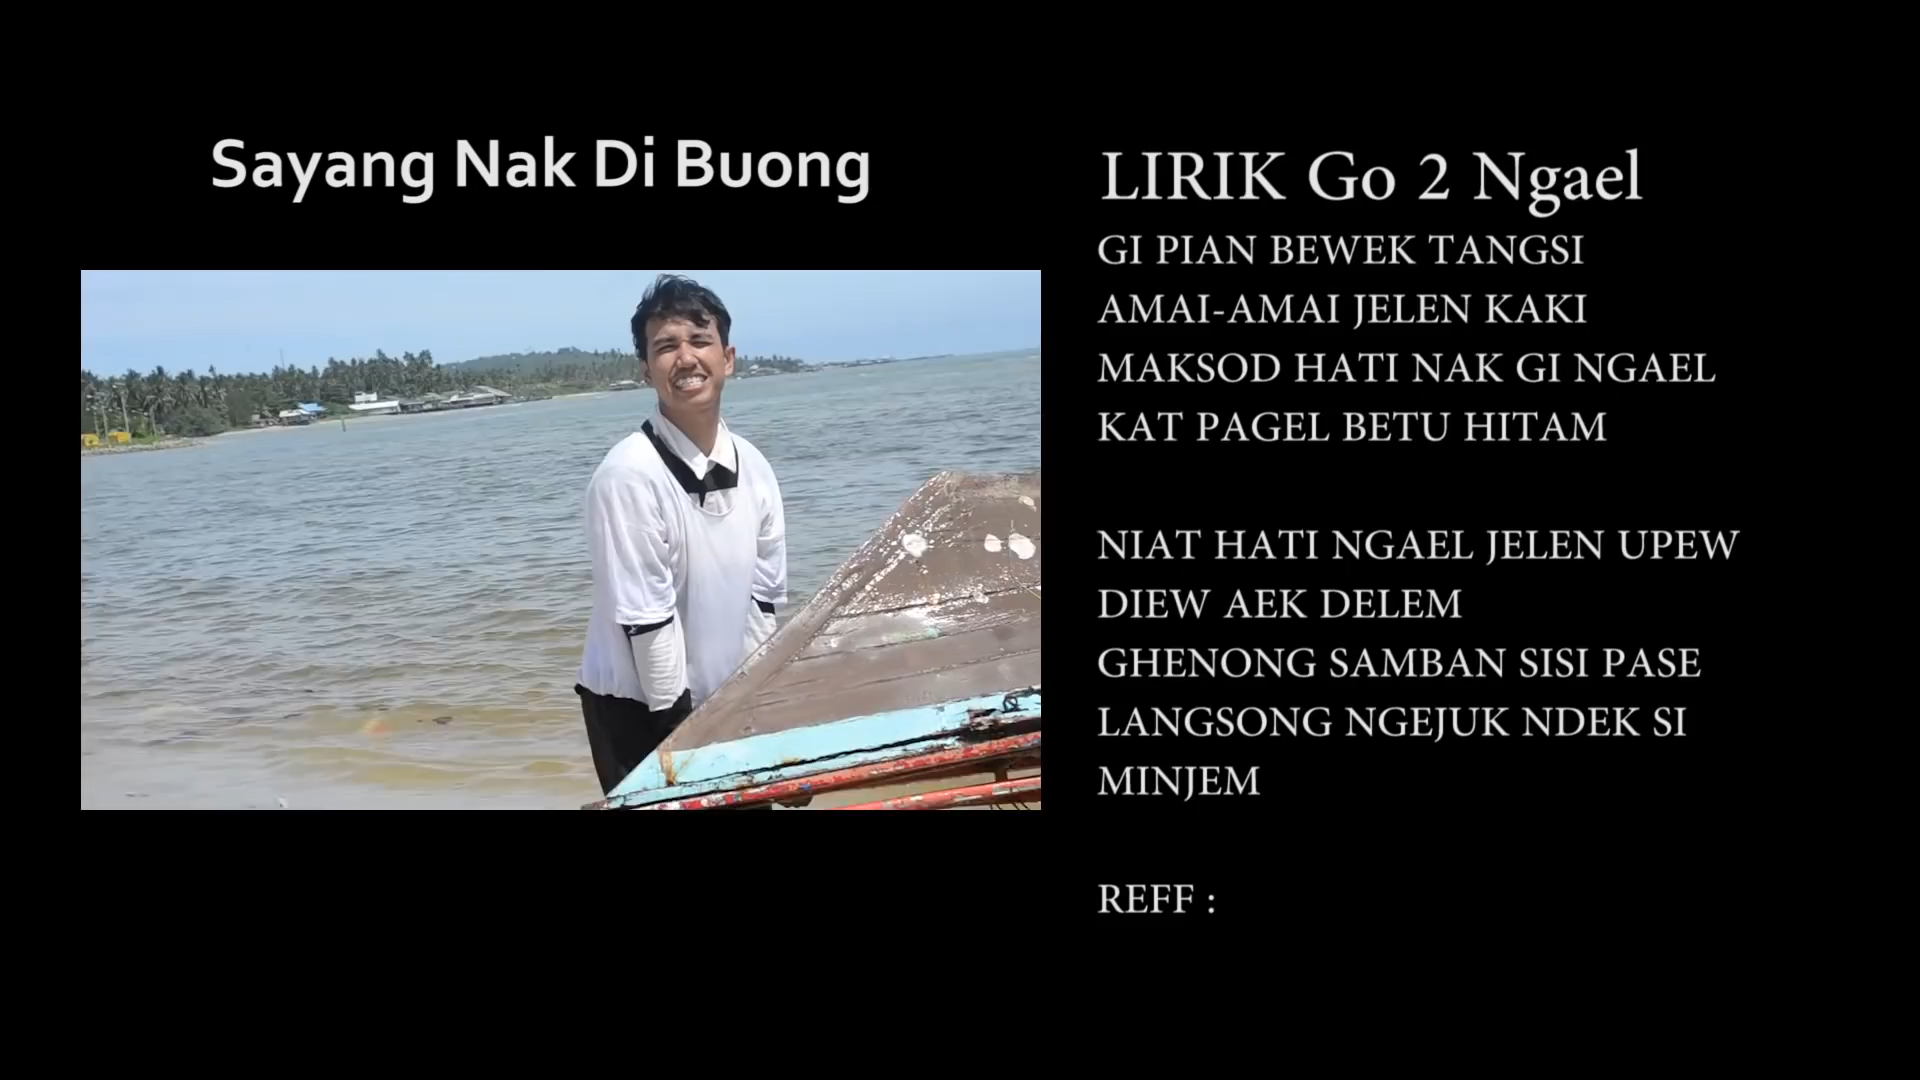 Sayang Nak Di Buong
LIRIK Go 2 Ngael
GI PIAN BEWEK TANGSI
AMAI-AMAI JELEN KAKI
MAKSOD HATI NAK GI NGAEL
KAT PAGEL BETU HITAM
NIAT HATI NGAEL JELEN UPEW
DIEW AEK DELEM
GHENONG SAMBAN SISI PASE
LANGSONG NGEJUK NDEK SI
MINJEM
REFF :